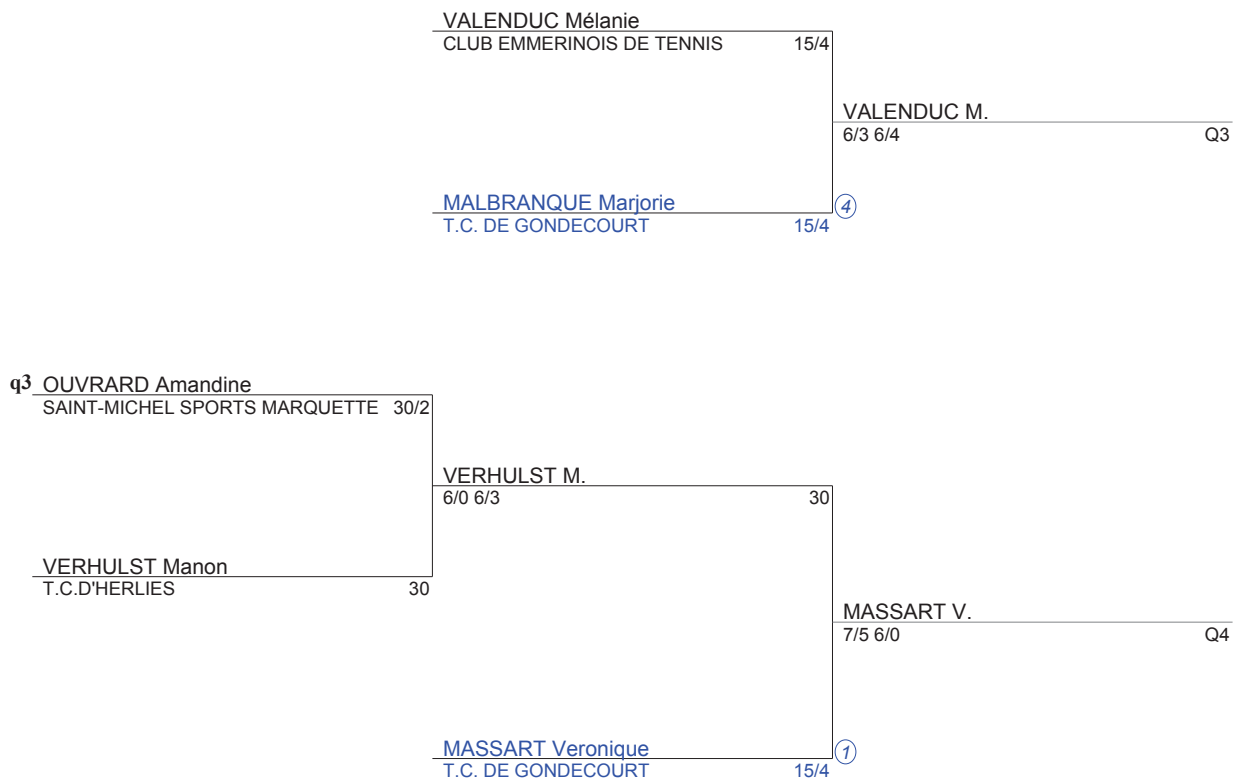 VALENDUC Mélanie
CLUB EMMERINOIS DE TENNIS 15/4
VALENDUC M.
6/3 6/4 Q3
MALBRANQUE Marjorie 4
T.C. DE GONDECOURT 15/4
q3 OUVRARD Amandine
SAINT-MICHEL SPORTS MARQUETTE 30/2
VERHULST M.
6/0 6/3 30
VERHULST Manon
T.C.D'HERLIES 30
MASSART V.
7/5 6/0 Q4
MASSART Veronique 1
T.C. DE GONDECOURT 15/4